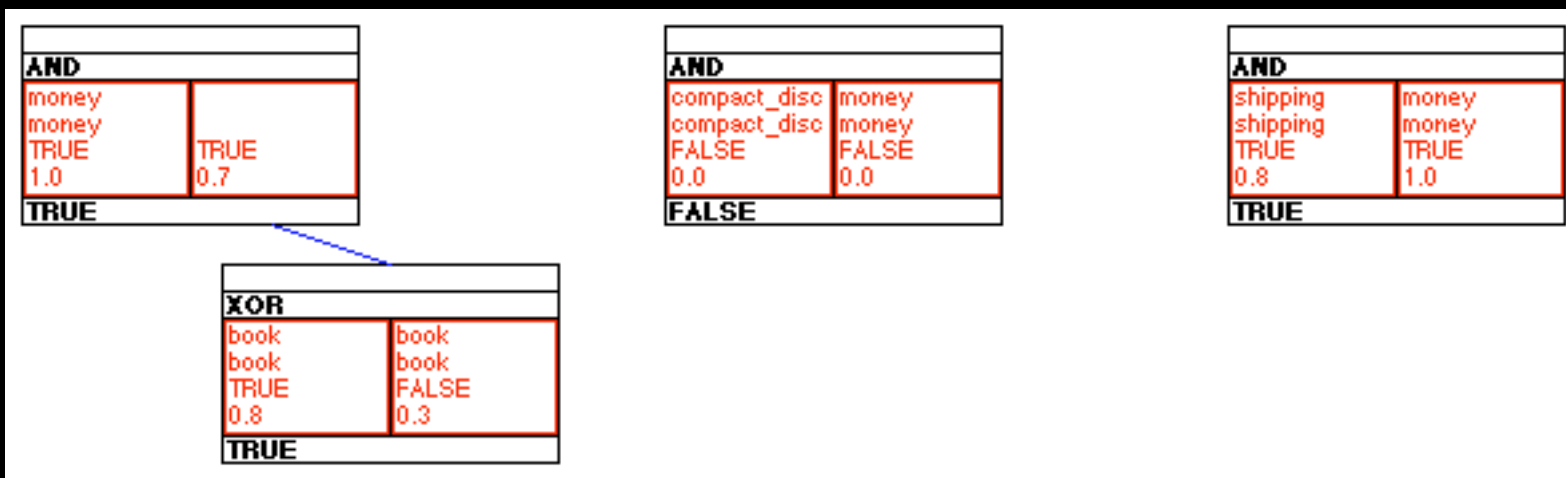 AND
money
money
TRUE TRUE
1.0 0.7
TRUE
AND
compact_disc money
compact_disc money
FALSE FALSE
0.0 0.0
FALSE
AND
shipping money
shipping money
TRUE TRUE
0.8 1.0
TRUE
XOR
book book
book book
TRUE FALSE
0.8 0.3
TRUE